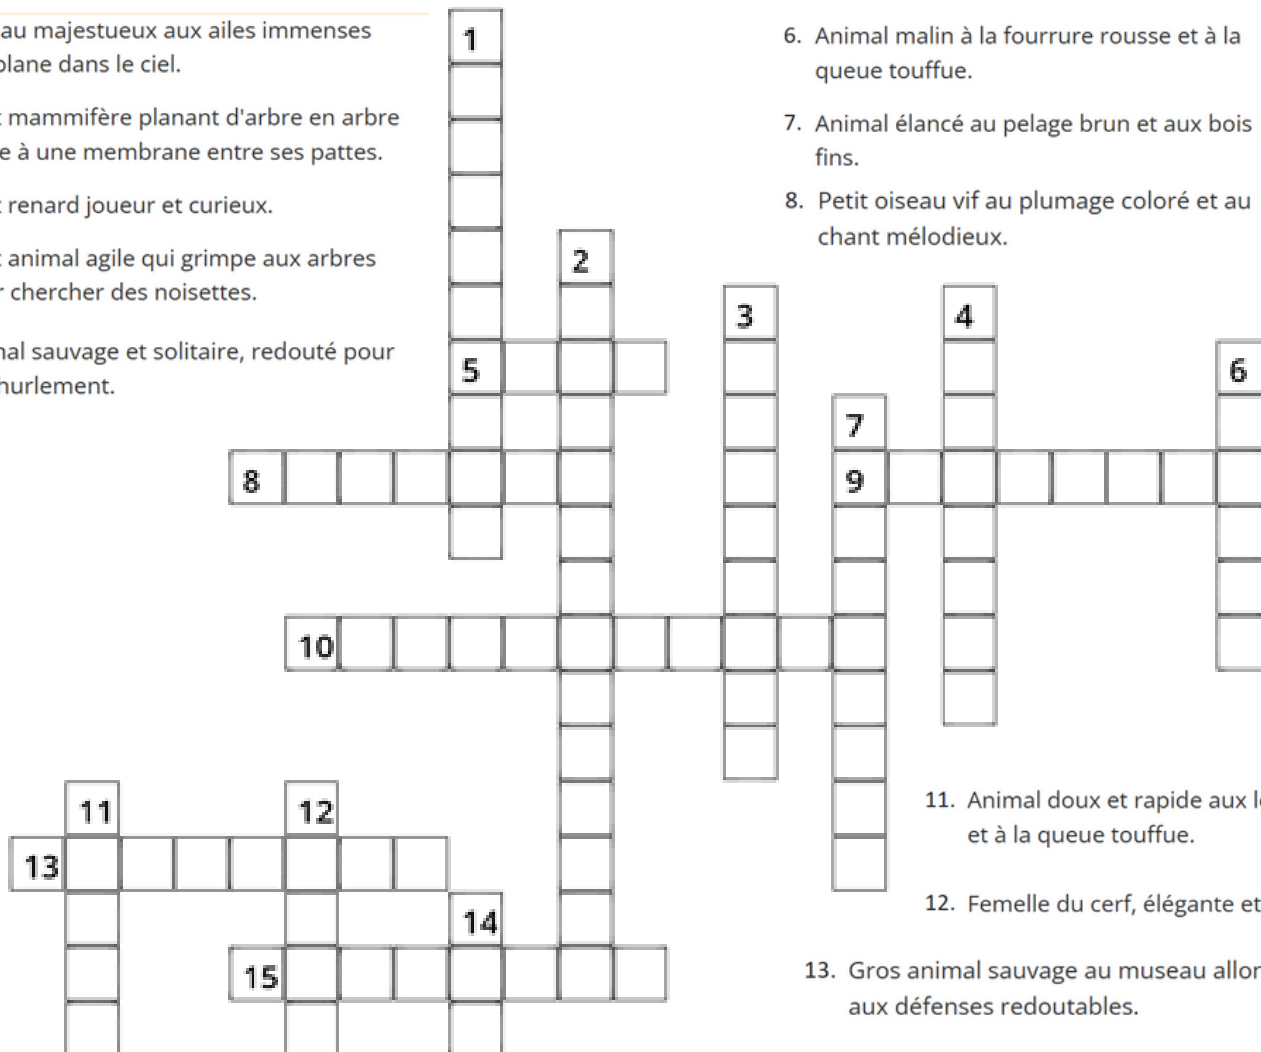 au majestueux aux ailes immenses
plane dans le ciel.
mammifère planant d'arbre en arbre
e à une membrane entre ses pattes.
renard joueur et curieux.
animal agile qui grimpe aux arbres
r chercher des noisettes.
nal sauvage et solitaire, redouté pour
hurlement.
6. Animal malin à la fourrure rousse et à la
queue touffue.
7. Animal élancé au pelage brun et aux bois
fins.
8. Petit oiseau vif au plumage coloré et au
chant mélodieux.
1
2
3
4
5
6
7
8
9
10
11
12
13
14
15
11. Animal doux et rapide aux l
et à la queue touffue.
12. Femelle du cerf, élégante et
13. Gros animal sauvage au museau allon
aux défenses redoutables.